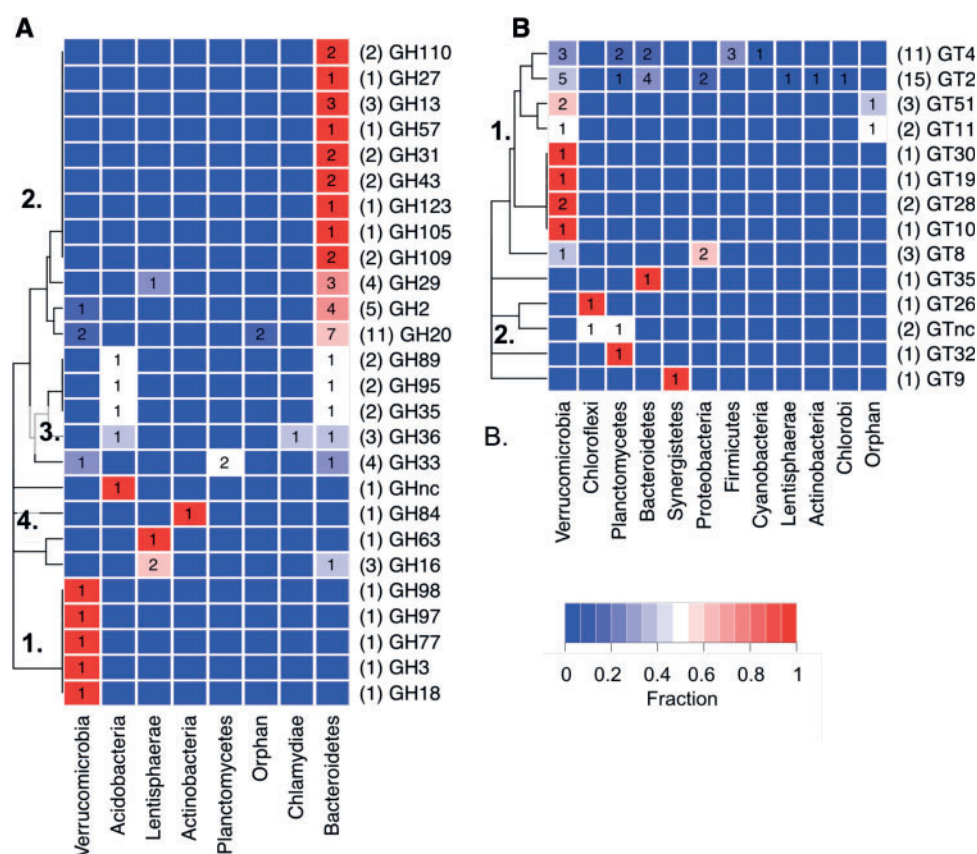 A
2 (2) GH110
1 (1) GH27
3 (3) GH13
1 (1) GH57
2 (2) GH31
2 (2) GH43
2.
1 (1) GH123
1 (1) GH105
2 (2) GH109
1 3 (4) GH29
1 4 (5) GH2
2 2 7 (11) GH20
1 1 (2) GH89
1 1 (2) GH95
1 1 (2) GH35
3.
1 1 1 (3) GH36
1 2 1 (4) GH33
1 (1) GHnc
4.
1 (1) GH84
1 (1) GH63
2 1 (3) GH16
1 (1) GH98
1 (1) GH97
1.
1 (1) GH77
1 (1) GH3
1 (1) GH18
Verrucomicrobia
Acidobacteria
Lentisphaerae
Actinobacteria
Planctomycetes
Orphan
Chlamydiae
Bacteroidetes
B
3 2 2 3 1 (11) GT4
5 1 4 2 1 1 1 (15) GT2
2 1 (3) GT51
1.
1 1 (2) GT11
1 (1) GT30
1 (1) GT19
2 (2) GT28
1 (1) GT10
1 2 (3) GT8
1 (1) GT35
1 (1) GT26
2.
1 1 (2) GTnc
1 (1) GT32
1 (1) GT9
Verrucomicrobia
Chloroflexi
Planctomycetes
Bacteroidetes
Synergistetes
Proteobacteria
Firmicutes
Cyanobacteria
Lentisphaerae
Actinobacteria
Chlorobi
Orphan
B.
0 0.2 0.4 0.6 0.8 1
Fraction